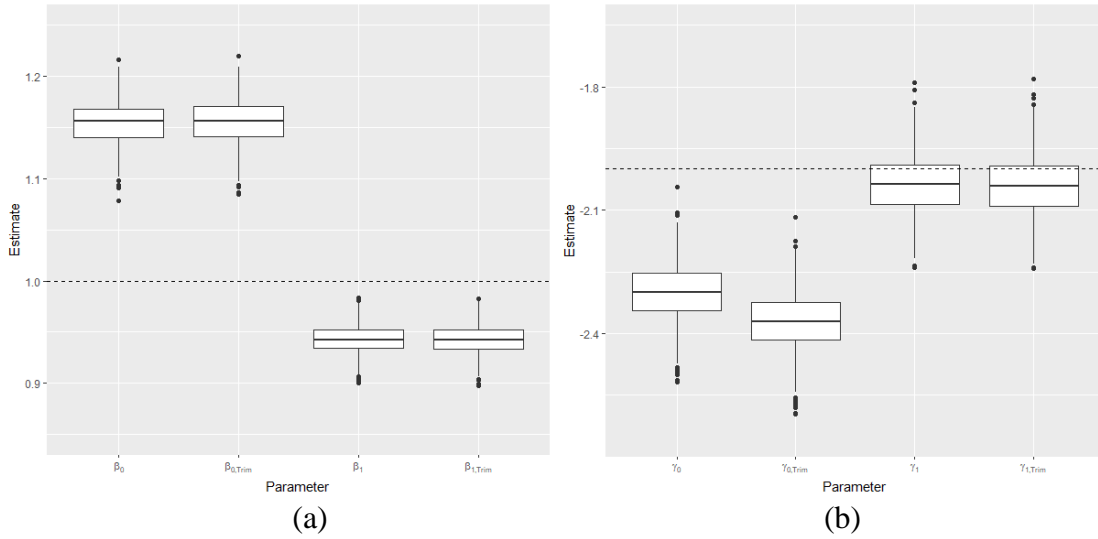 1.2
1.1
1.0
0.9
Estimate
β0
β0,Trim
β1
β1,Trim
Parameter
(a)
-1.8
-2.1
-2.4
Estimate
γ0
γ0,Trim
γ1
γ1,Trim
Parameter
(b)